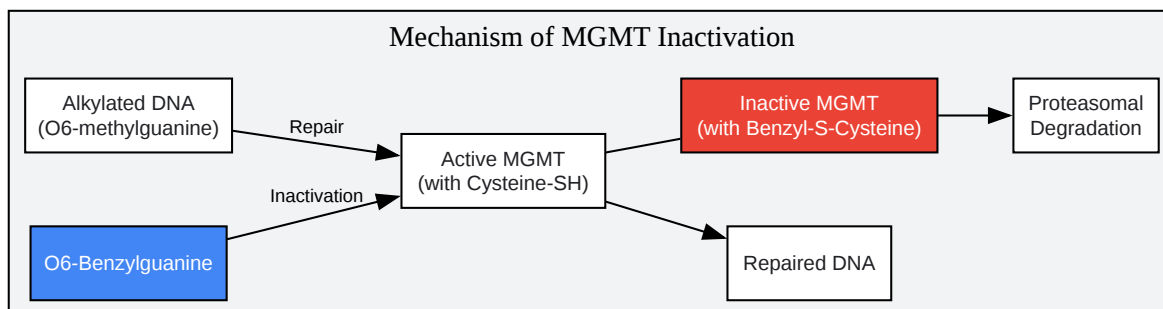 Mechanism of MGMT Inactivation
Alkylated DNA
(O6-methylguanine)
Repair
Inactivation
O6-Benzylguanine
Active MGMT
(with Cysteine-SH)
Inactive MGMT
(with Benzyl-S-Cysteine)
Repaired DNA
Proteasomal
Degradation